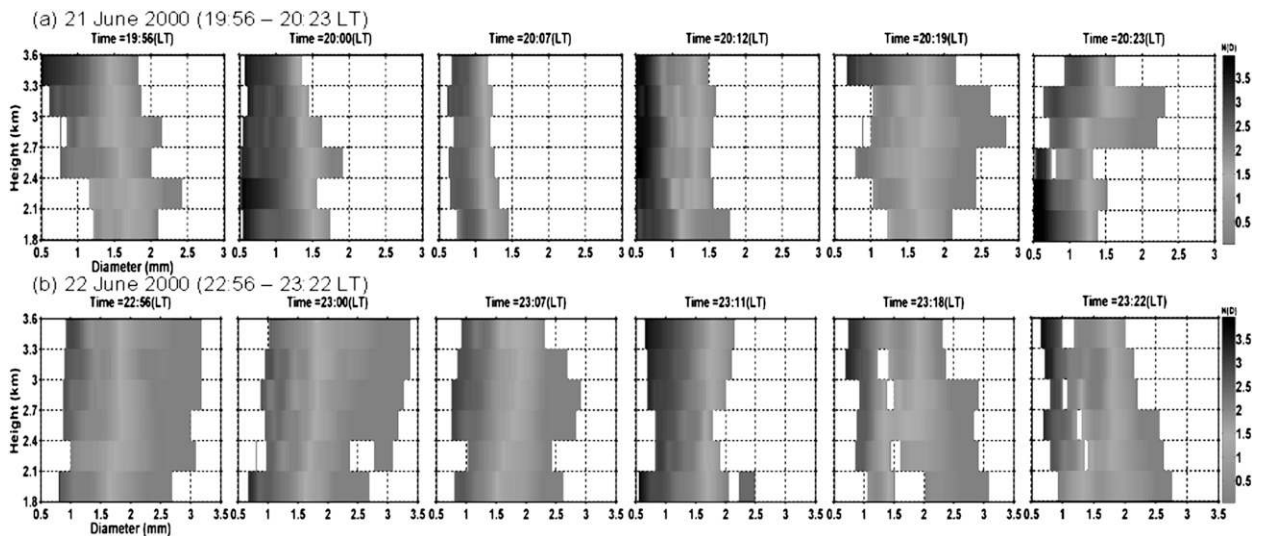 (a) 21 June 2000 (19:56 – 20:23 LT)
Time =19:56(LT) Time =20:00(LT) Time =20:07(LT) Time =20:12(LT) Time =20:19(LT) Time =20:23(LT)
N(D)
Height (km)
3.6
3.3
3
2.7
2.4
2.1
1.8
3.5
3
2.5
2
1.5
1
0.5
0.5 1 1.5 2 2.5 3 0.5 1 1.5 2 2.5 3 0.5 1 1.5 2 2.5 3 0.5 1 1.5 2 2.5 3 0.5 1 1.5 2 2.5 3 0.5 1 1.5 2 2.5 3
Diameter (mm)
(b) 22 June 2000 (22:56 – 23:22 LT)
Time =22:56(LT) Time =23:00(LT) Time =23:07(LT) Time =23:11(LT) Time =23:18(LT) Time =23:22(LT)
N(D)
Height (km)
3.6
3.3
3
2.7
2.4
2.1
1.8
3.5
3
2.5
2
1.5
1
0.5
0.5 1 1.5 2 2.5 3 0.5 1 1.5 2 2.5 3 3.5 0.5 1 1.5 2 2.5 3 3.5 0.5 1 1.5 2 2.5 3 3.5 0.5 1 1.5 2 2.5 3 3.5 0.5 1 1.5 2 2.5 3 3.5
Diameter (mm)